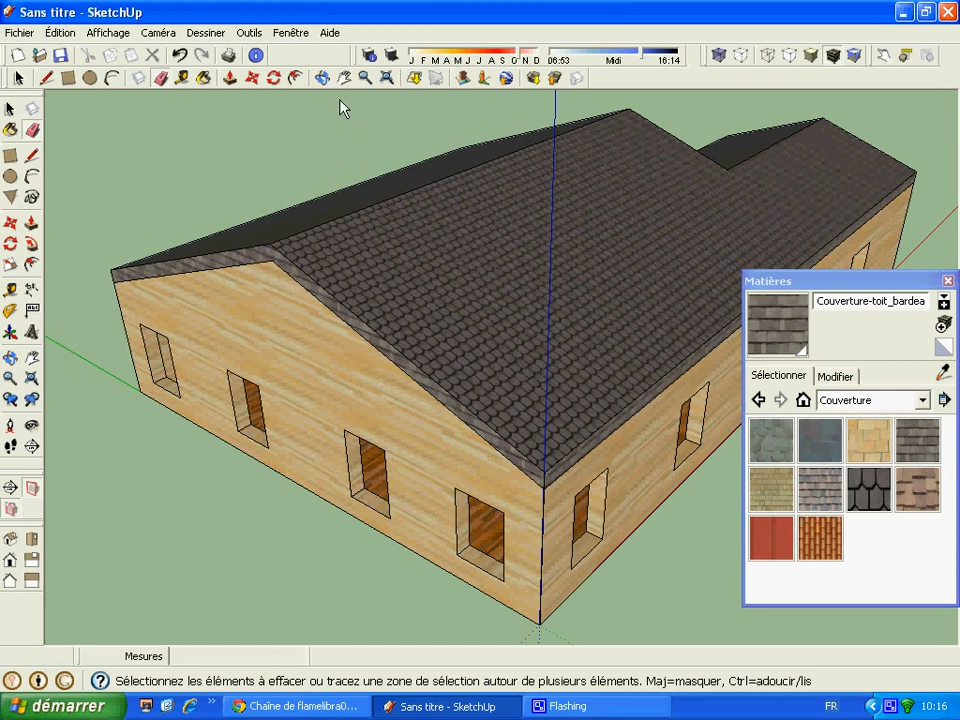 Sans titre - SketchUp
Fichier Édition Affichage Caméra Dessiner Outils Fenêtre Aide
J F M A M J J A S O N D 06:53 Midi 16:14
Matières
Couverture-toit_bardea
Sélectionner Modifier
Couverture
Mesures
Sélectionnez les éléments à effacer ou tracez une zone de sélection autour de plusieurs éléments. Maj=masquer, Ctrl=adoucir/lis
démarrer Chaîne de flamelibra0... Sans titre - SketchUp Flashing FR 10:16